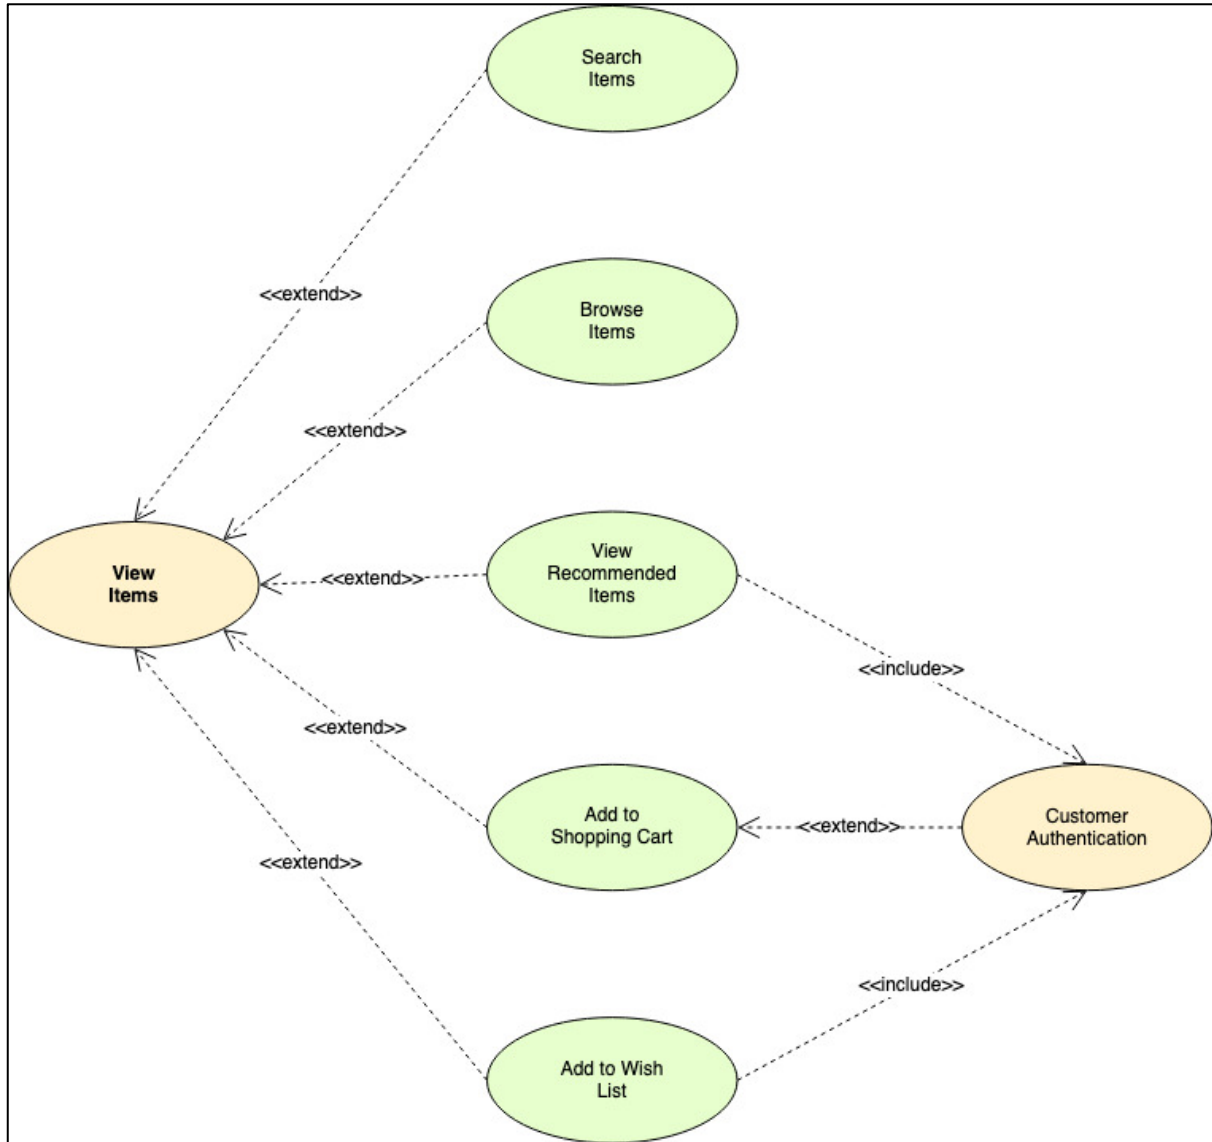 Search
Items
<<extend>>
Browse
Items
<<extend>>
View
Items
<<extend>>
View
Recommended
Items
<<include>>
<<extend>>
Add to
Shopping Cart
<<extend>>
Customer
Authentication
<<extend>>
<<include>>
Add to Wish
List